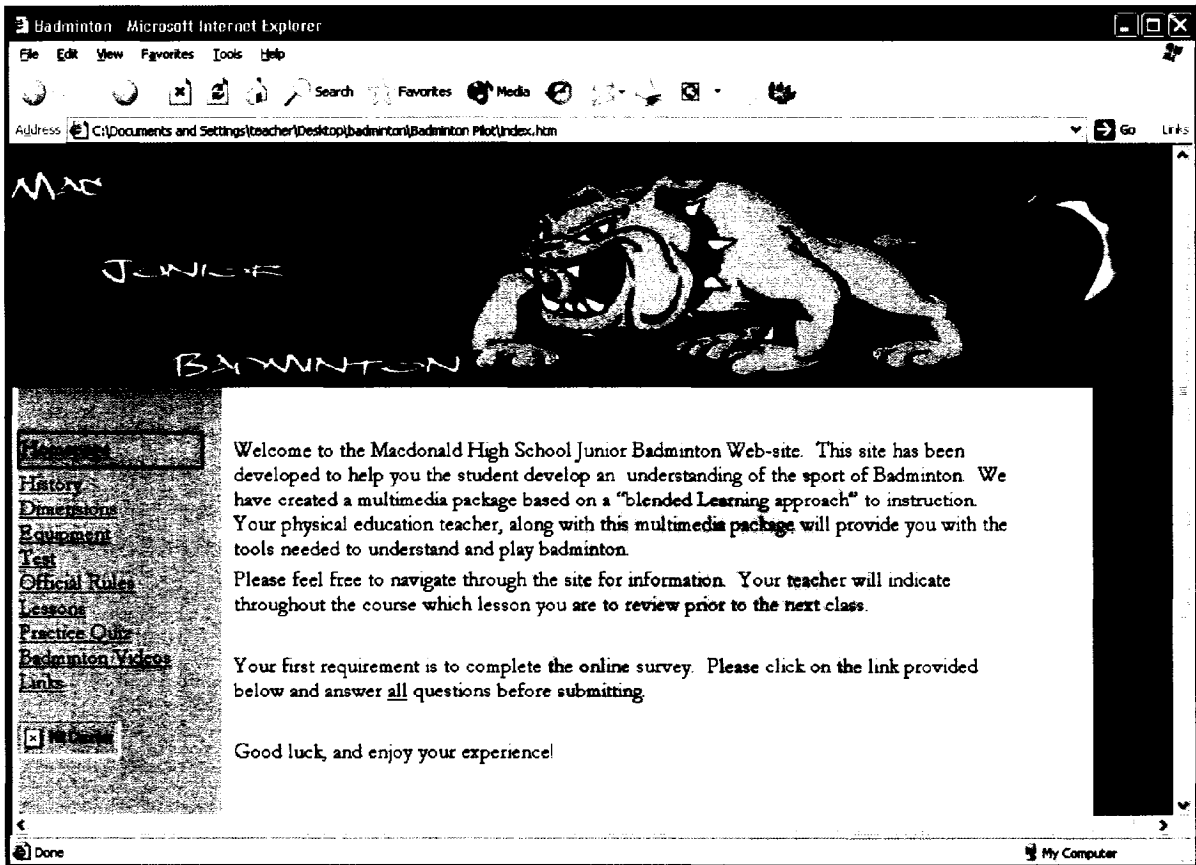 Badminton Microsoft Internet Explorer
File Edit View Favorites Tools Help
Search Favorites Media
Address C:\Documents and Settings\teacher\Desktop\badminton\Badminton Pilot\index.htm Go Links
MAC
JUNIOR
BADMINTON
Homepage
History
Dimensions
Equipment
Test
Official Rules
Lessons
Practice Quiz
Badminton Videos
Links
Welcome to the Macdonald High School Junior Badminton Web-site. This site has been
developed to help you the student develop an understanding of the sport of Badminton. We
have created a multimedia package based on a "blended Learning approach" to instruction.
Your physical education teacher, along with this multimedia package will provide you with the
tools needed to understand and play badminton.
Please feel free to navigate through the site for information. Your teacher will indicate
throughout the course which lesson you are to review prior to the next class.
Your first requirement is to complete the online survey. Please click on the link provided
below and answer all questions before submitting.
Good luck, and enjoy your experience!
Done My Computer